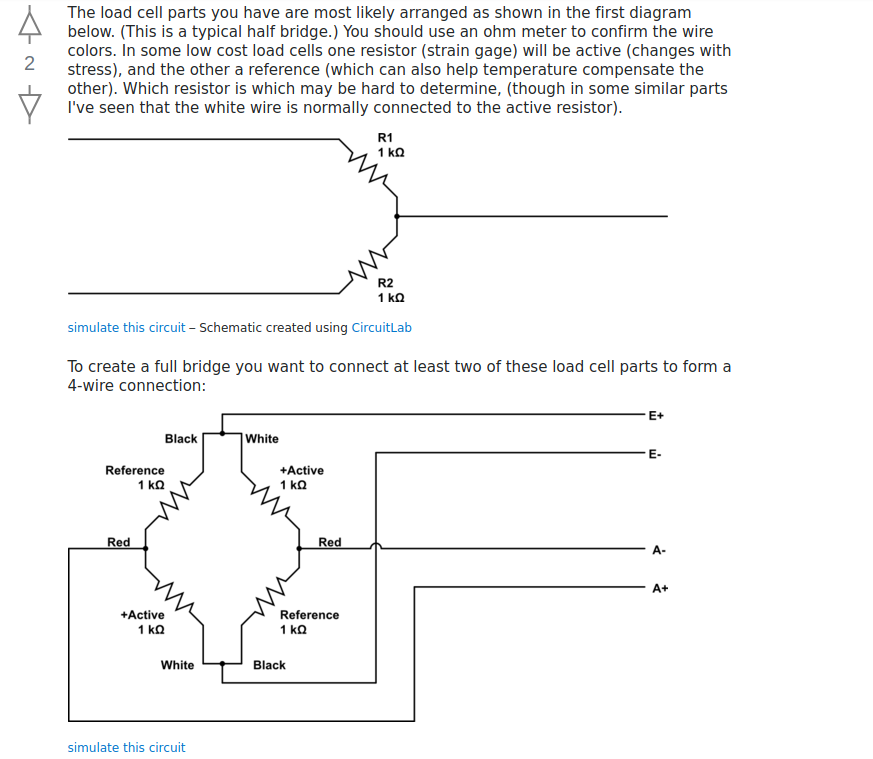 The load cell parts you have are most likely arranged as shown in the first diagram
below. (This is a typical half bridge.) You should use an ohm meter to confirm the wire
colors. In some low cost load cells one resistor (strain gage) will be active (changes with
2
stress), and the other a reference (which can also help temperature compensate the
other). Which resistor is which may be hard to determine, (though in some similar parts
I've seen that the white wire is normally connected to the active resistor).
R1
1 kΩ
R2
1 kΩ
simulate this circuit – Schematic created using CircuitLab
To create a full bridge you want to connect at least two of these load cell parts to form a
4-wire connection:
E+
Black White
E-
Reference +Active
1 kΩ 1 kΩ
Red Red
A-
A+
+Active Reference
1 kΩ 1 kΩ
White Black
simulate this circuit